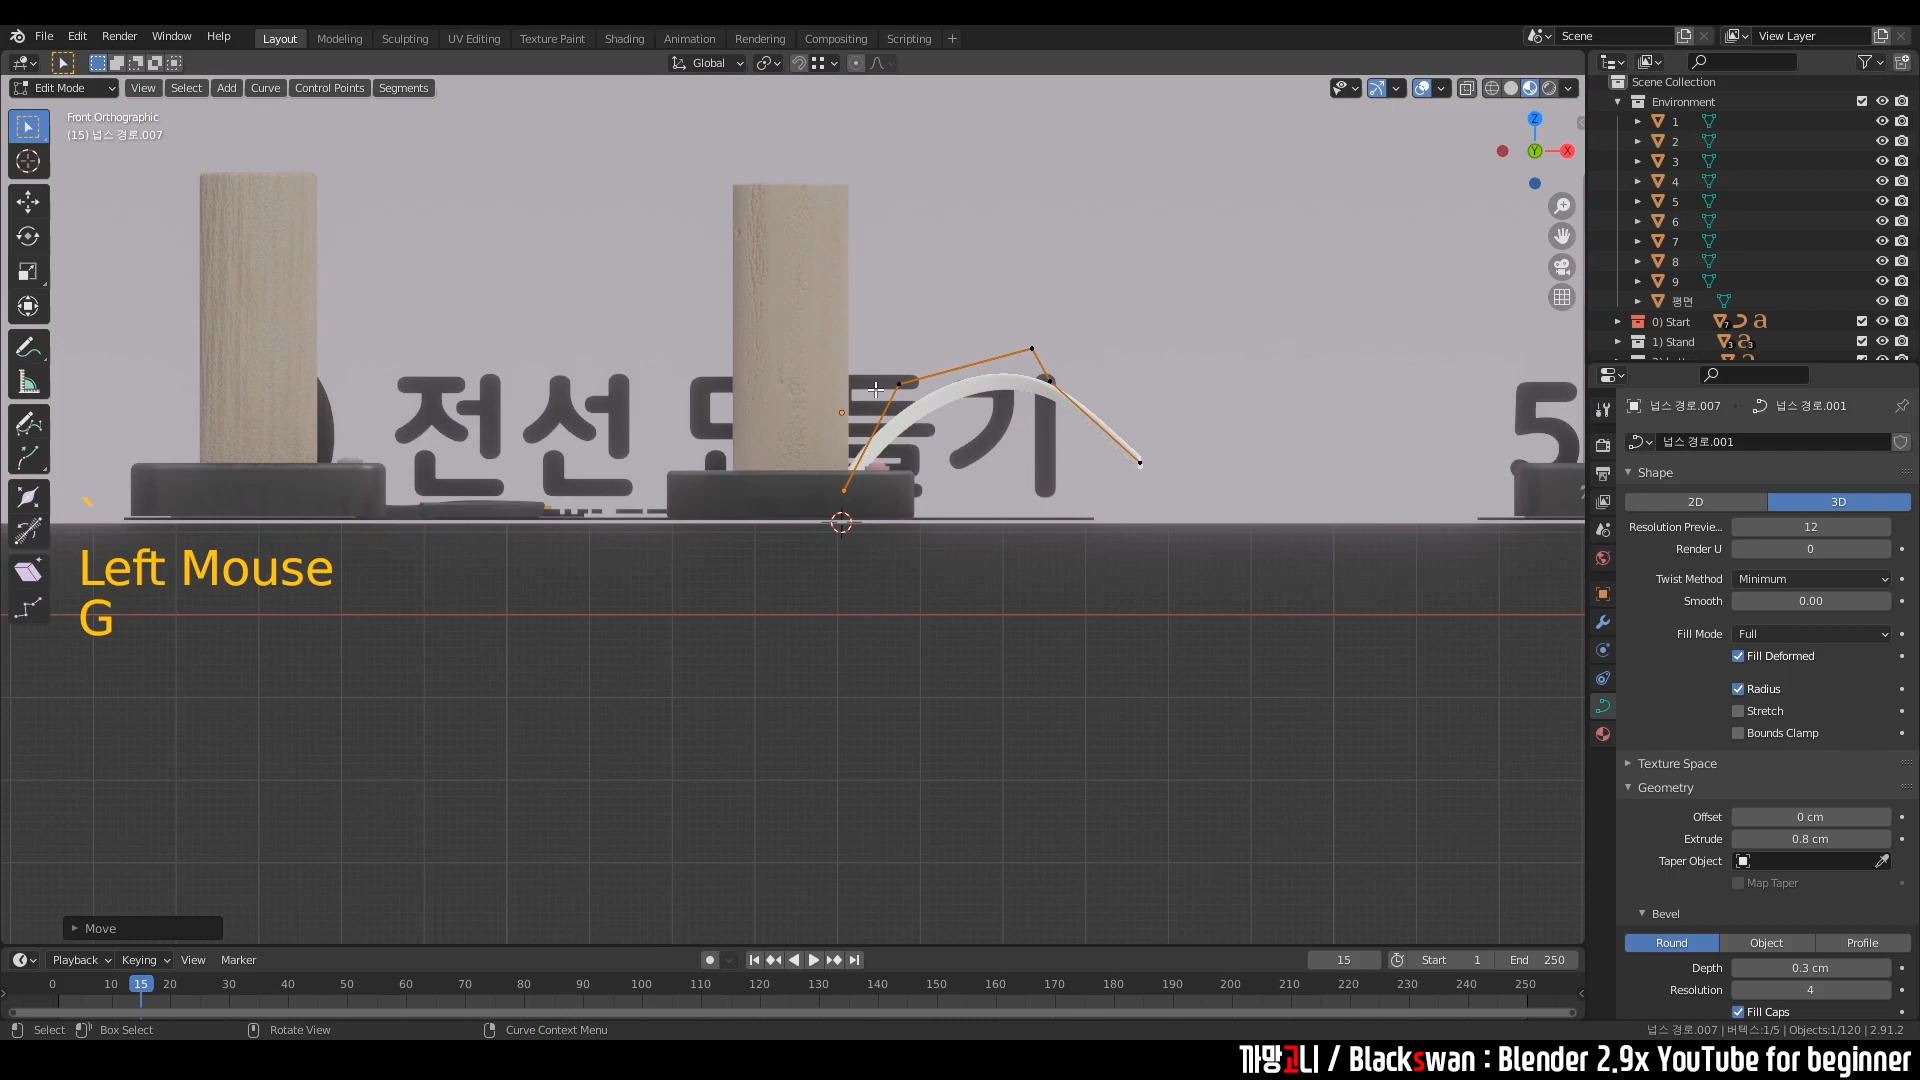 File Edit Render Window Help
Layout Modeling Sculpting UV Editing Texture Paint Shading Animation Rendering Compositing Scripting
Scene View Layer
Global
Edit Mode View Select Add Curve Control Points Segments
Front Orthographic
(15) 넙스 경로.007
Z
X
Y
전선
기
5
Left Mouse
G
Move
Scene Collection
Environment
1
2
3
4
5
6
7
8
9
평면
0) Start
1) Stand
넙스 경로.007 넙스 경로.001
넙스 경로.001
Shape
2D 3D
Resolution Previe... 12
Render U 0
Twist Method Minimum
Smooth 0.00
Fill Mode Full
Fill Deformed
Radius
Stretch
Bounds Clamp
Texture Space
Geometry
Offset 0 cm
Extrude 0.8 cm
Taper Object
Map Taper
Bevel
Round Object Profile
Depth 0.3 cm
Resolution 4
Fill Caps
Playback Keying View Marker
15 Start 1 End 250
0 10 15 20 30 40 50 60 70 80 90 100 110 120 130 140 150 160 170 180 190 200 210 220 230 240 250
Select Box Select Rotate View Curve Context Menu
넙스 경로.007 | 버텍스:1/5 | Objects:1/120 | 2.91.2
까망고니 / Blackswan : Blender 2.9x YouTube for beginner